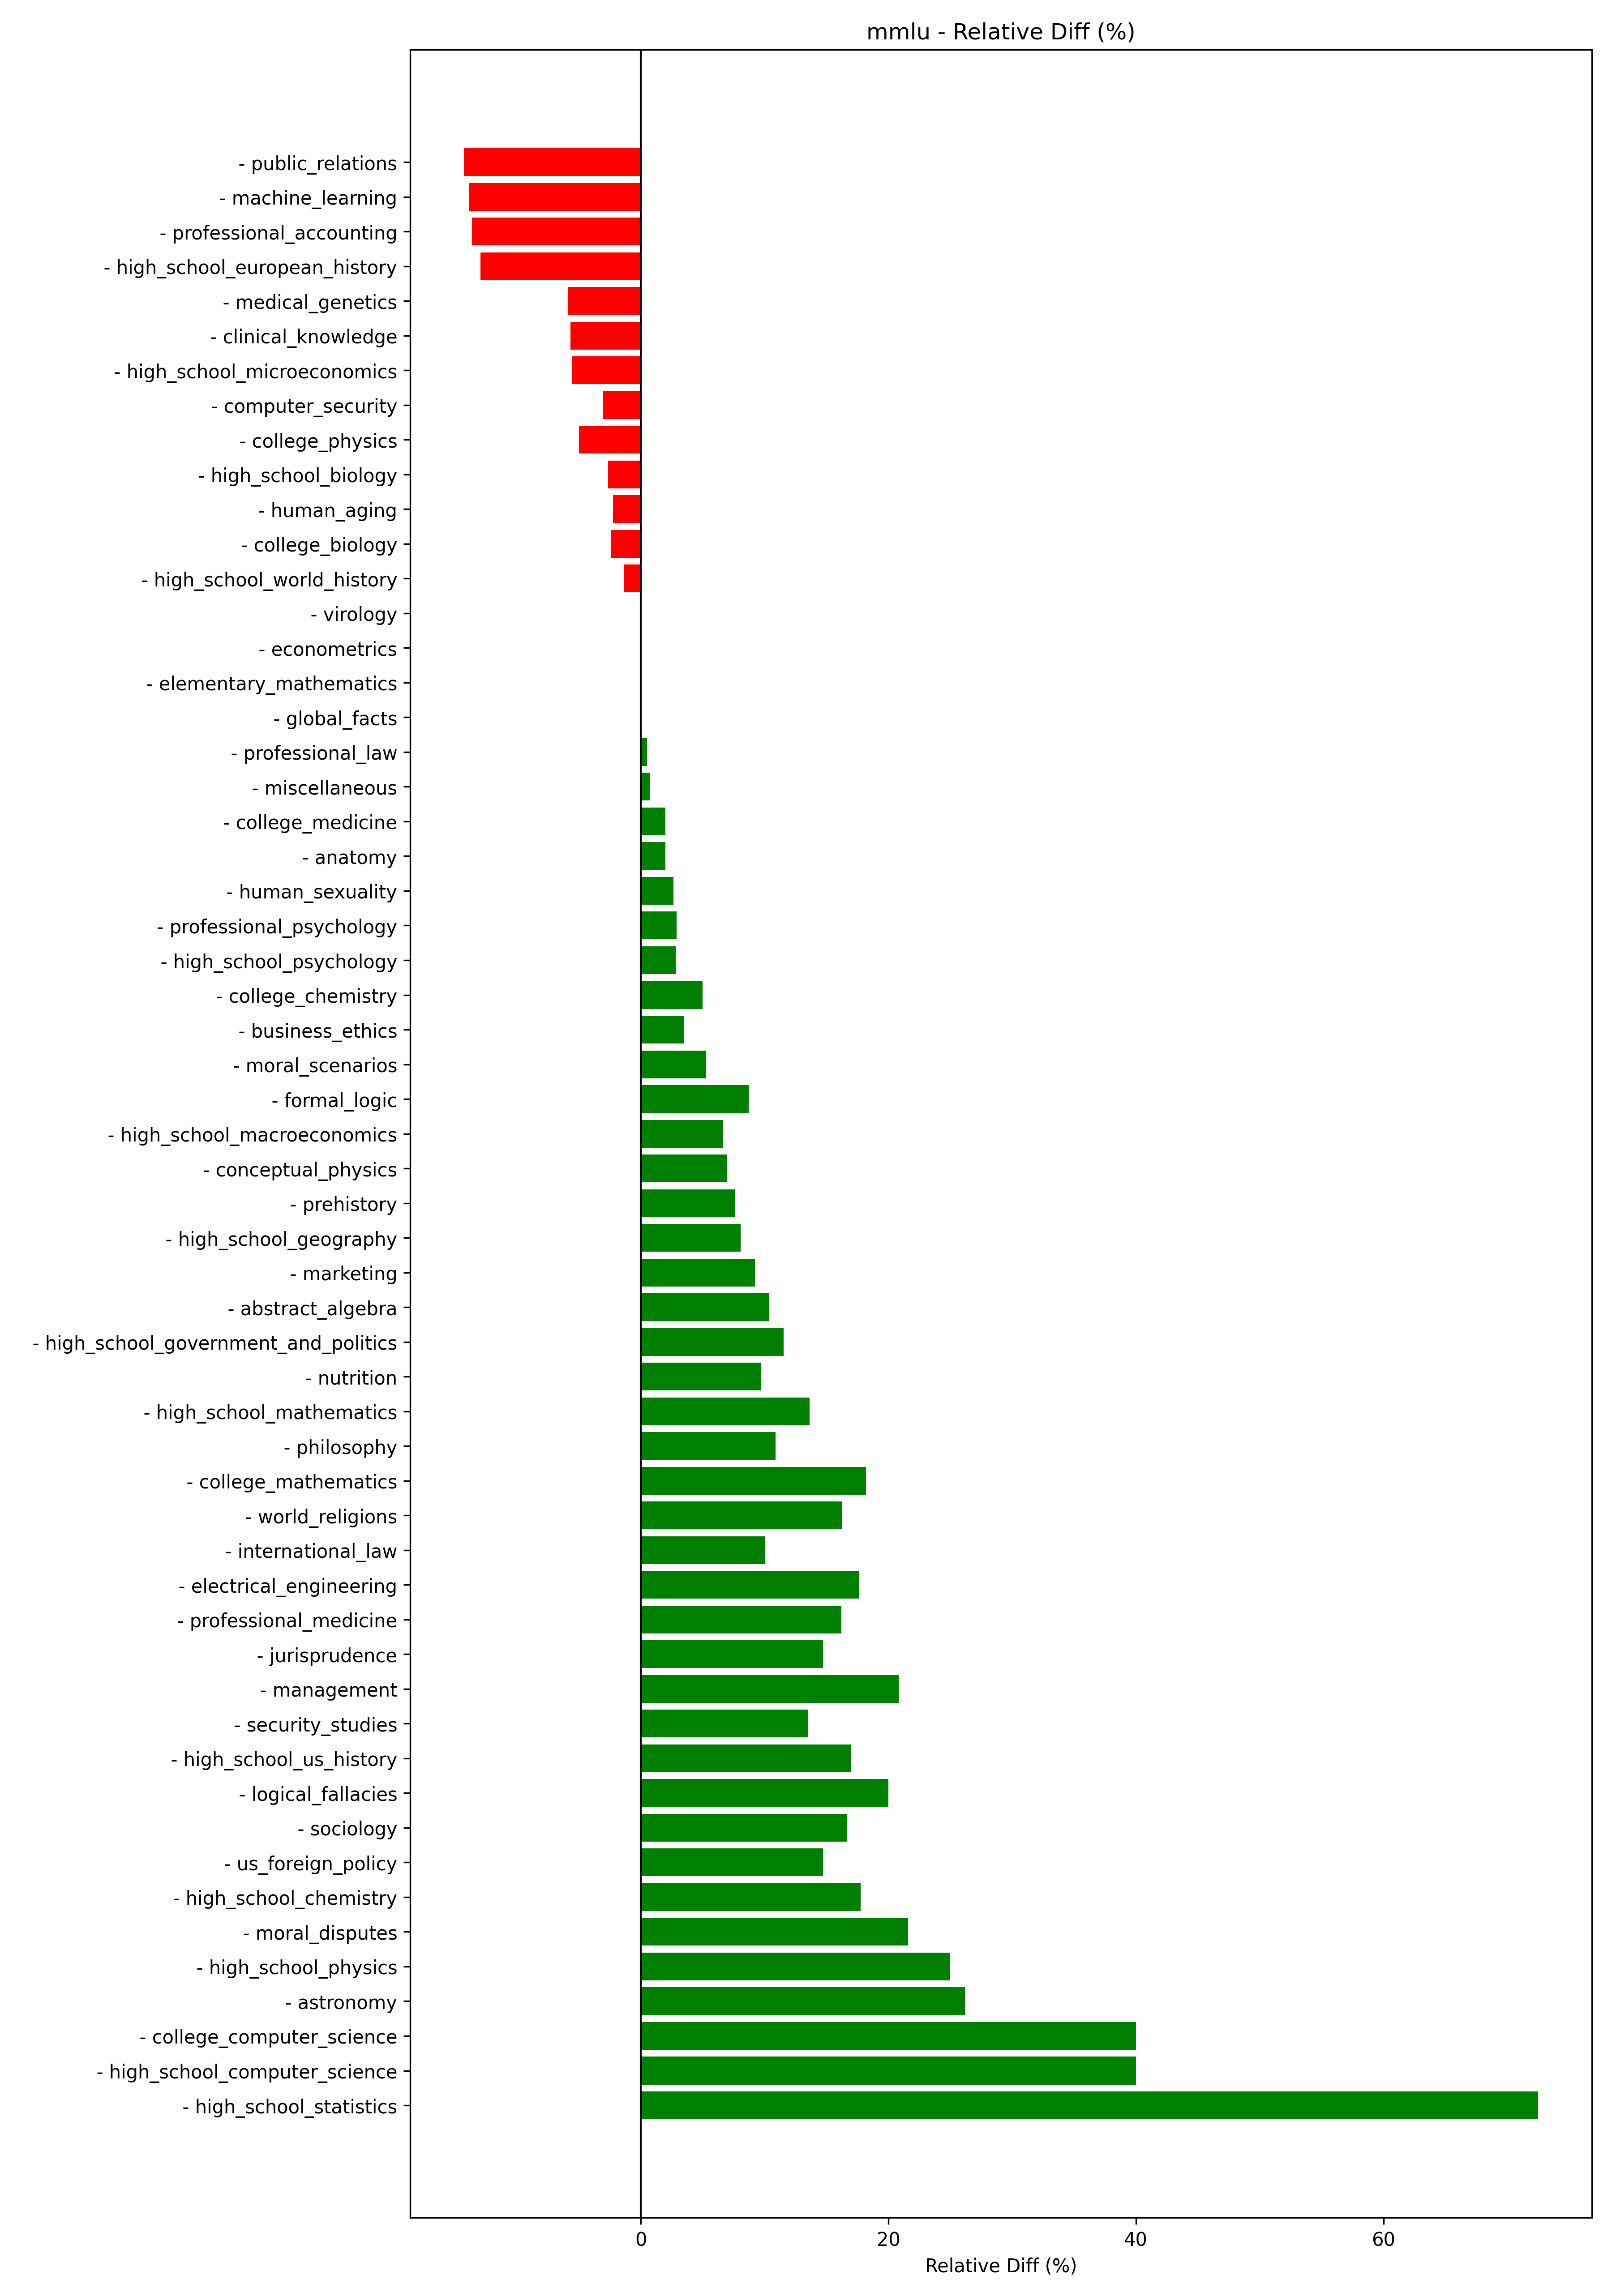 mmlu - Relative Diff (%)
- public_relations
- machine_learning
- professional_accounting
- high_school_european_history
- medical_genetics
- clinical_knowledge
- high_school_microeconomics
- computer_security
- college_physics
- high_school_biology
- human_aging
- college_biology
- high_school_world_history
- virology
- econometrics
- elementary_mathematics
- global_facts
- professional_law
- miscellaneous
- college_medicine
- anatomy
- human_sexuality
- professional_psychology
- high_school_psychology
- college_chemistry
- business_ethics
- moral_scenarios
- formal_logic
- high_school_macroeconomics
- conceptual_physics
- prehistory
- high_school_geography
- marketing
- abstract_algebra
- high_school_government_and_politics
- nutrition
- high_school_mathematics
- philosophy
- college_mathematics
- world_religions
- international_law
- electrical_engineering
- professional_medicine
- jurisprudence
- management
- security_studies
- high_school_us_history
- logical_fallacies
- sociology
- us_foreign_policy
- high_school_chemistry
- moral_disputes
- high_school_physics
- astronomy
- college_computer_science
- high_school_computer_science
- high_school_statistics
0 20 40 60
Relative Diff (%)